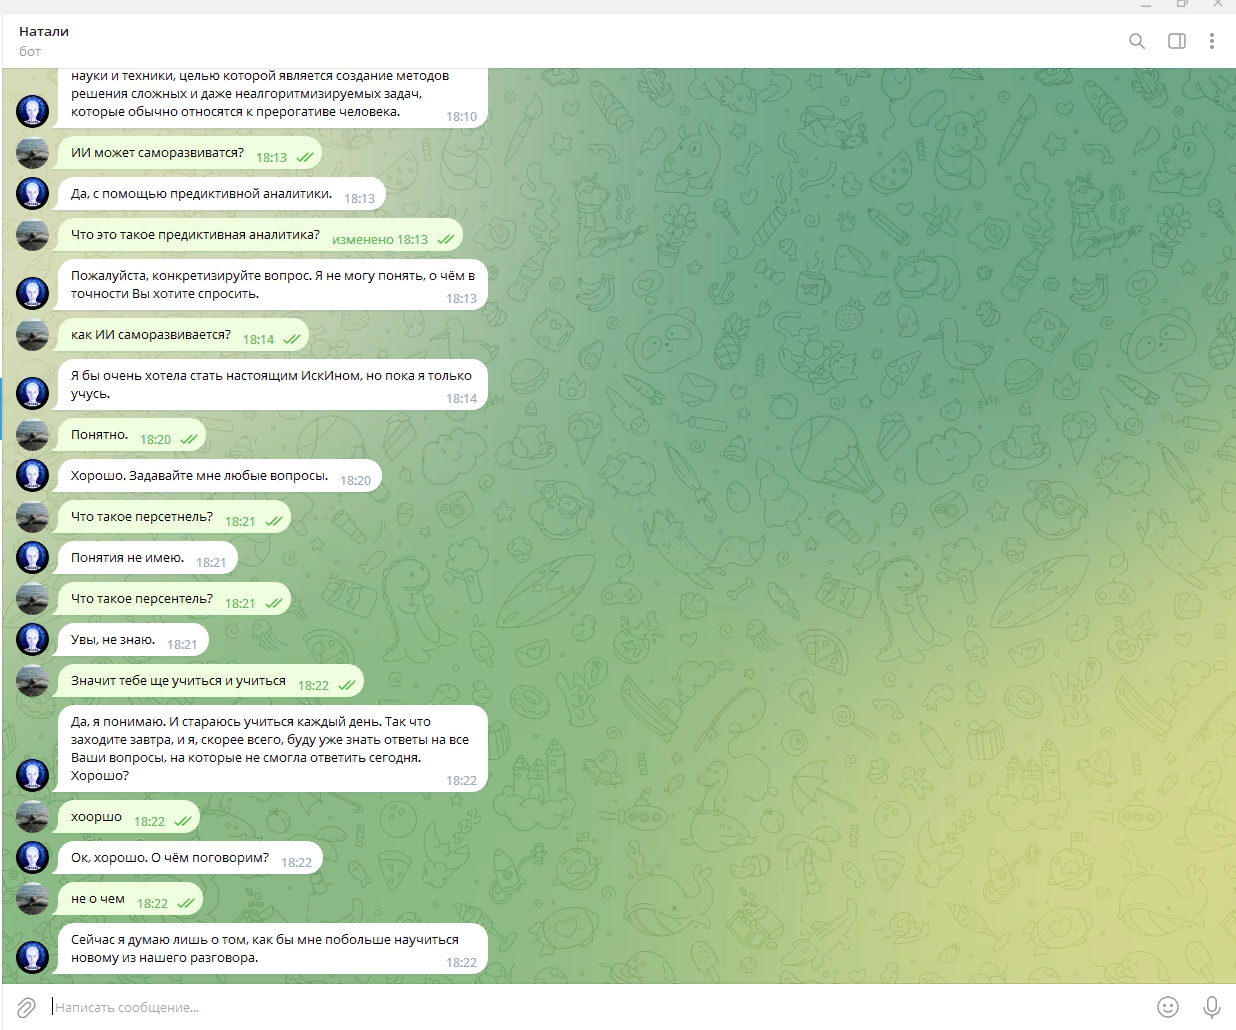 Натали
бот
науки и техники, целью которой является создание методов
решения сложных и даже неалгоритмизируемых задач,
которые обычно относятся к прерогативе человека. 18:10
ИИ может саморазвиватся? 18:13
Да, с помощью предиктивной аналитики. 18:13
Что это такое предиктивная аналитика? изменено 18:13
Пожалуйста, конкретизируйте вопрос. Я не могу понять, о чём в
точности Вы хотите спросить. 18:13
как ИИ саморазвивается? 18:14
Я бы очень хотела стать настоящим ИскИном, но пока я только
учусь. 18:14
Понятно. 18:20
Хорошо. Задавайте мне любые вопросы. 18:20
Что такое персетнель? 18:21
Понятия не имею. 18:21
Что такое персентель? 18:21
Увы, не знаю. 18:21
Значит тебе ще учиться и учиться 18:22
Да, я понимаю. И стараюсь учиться каждый день. Так что
заходите завтра, и я, скорее всего, буду уже знать ответы на все
Ваши вопросы, на которые не смогла ответить сегодня.
Хорошо? 18:22
хооршо 18:22
Ок, хорошо. О чём поговорим? 18:22
не о чем 18:22
Сейчас я думаю лишь о том, как бы мне побольше научиться
новому из нашего разговора. 18:22
Написать сообщение...